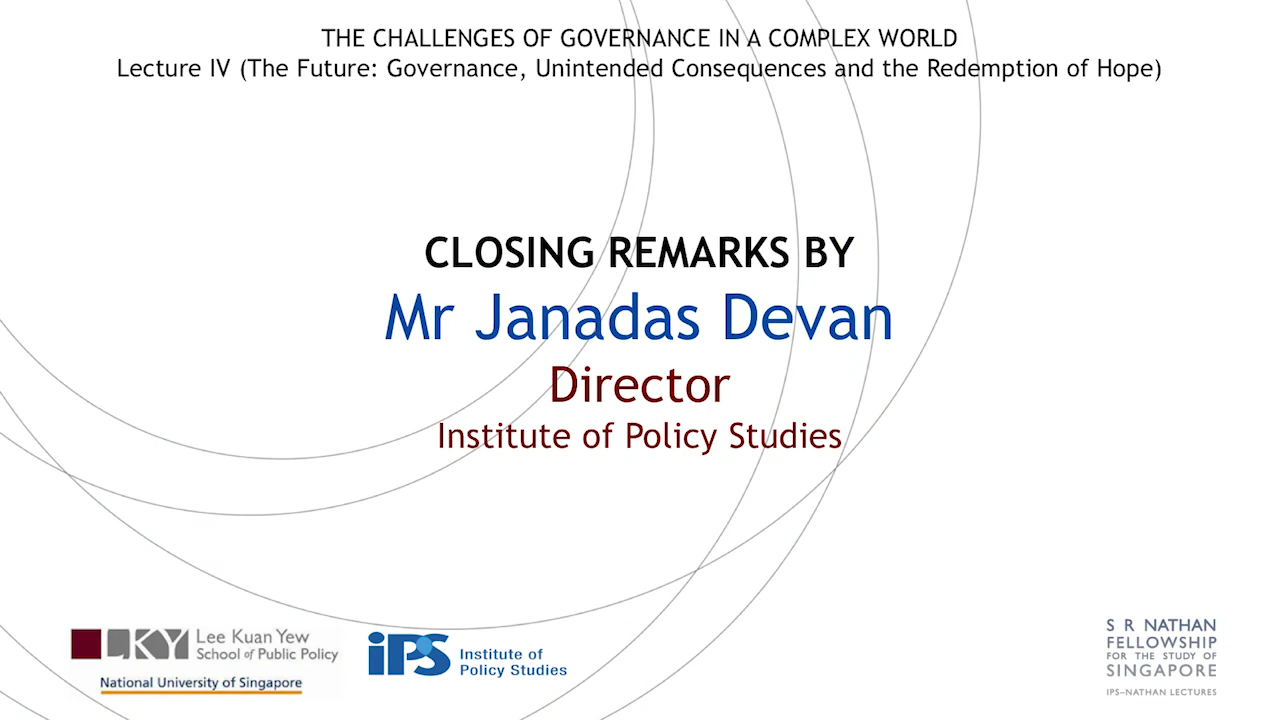 THE CHALLENGES OF GOVERNANCE IN A COMPLEX WORLD
Lecture IV (The Future: Governance, Unintended Consequences and the Redemption of Hope)
CLOSING REMARKS BY
Mr Janadas Devan
Director
Institute of Policy Studies
LKY Lee Kuan Yew
School of Public Policy
National University of Singapore
iPS Institute of
Policy Studies
S R NATHAN
FELLOWSHIP
FOR THE STUDY OF
SINGAPORE
IPS–NATHAN LECTURES